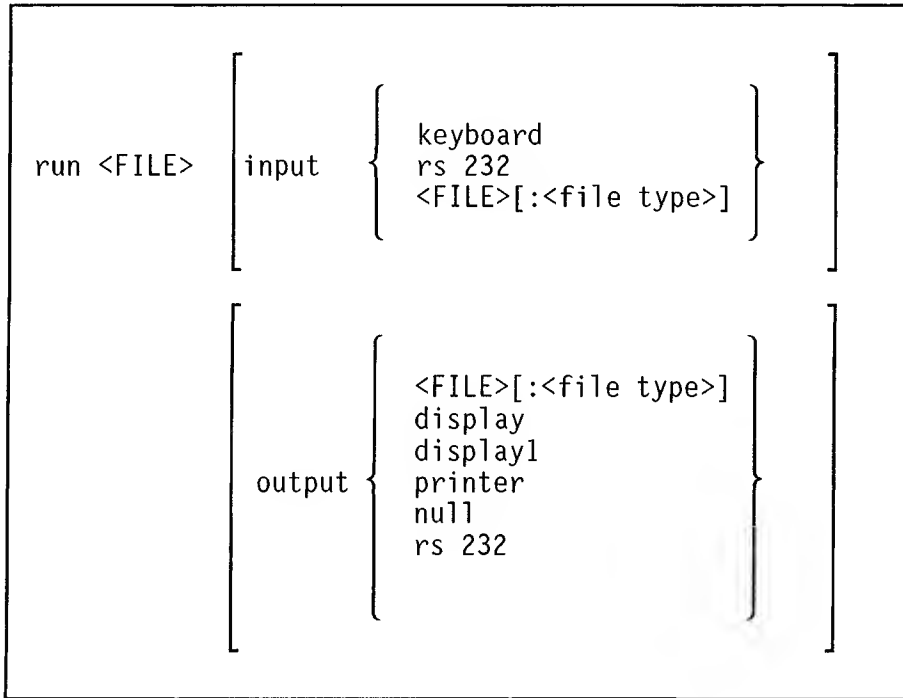 keyboard
run <FILE> input rs 232
<FILE>[:<file type>]
<FILE>[:<file type>]
display
display1
output printer
null
rs 232